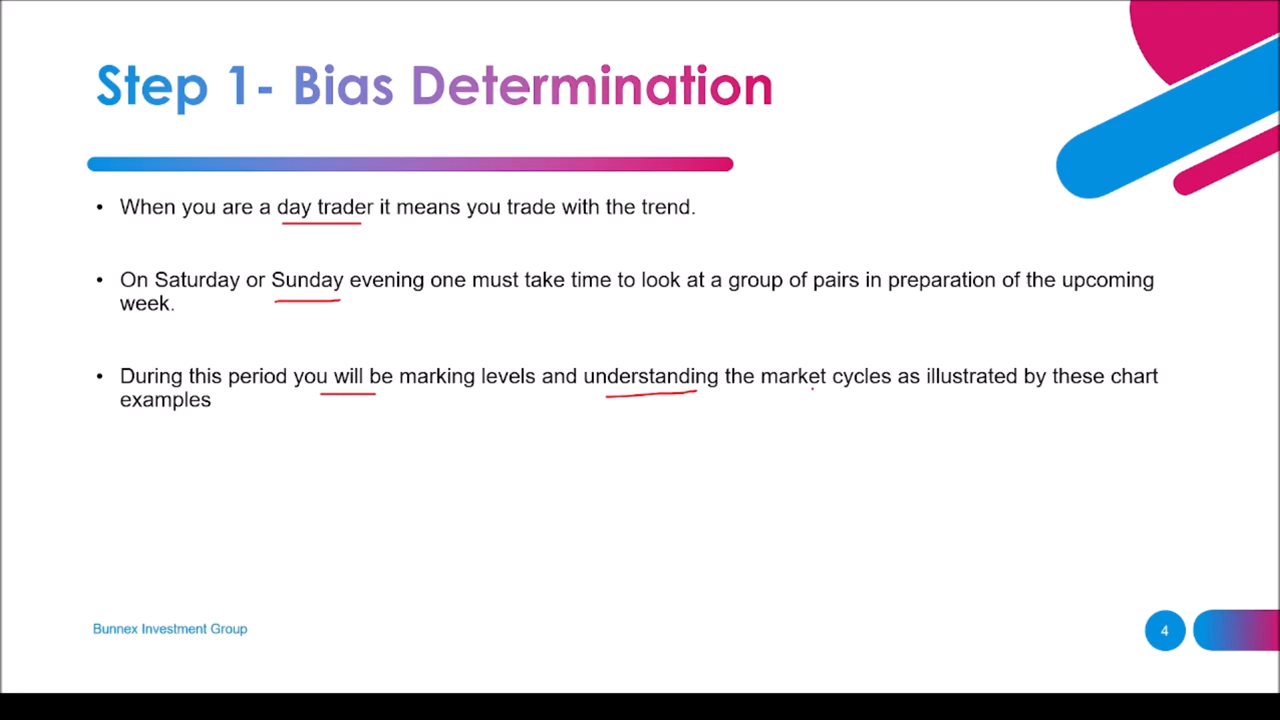 Step 1- Bias Determination
• When you are a day trader it means you trade with the trend.
• On Saturday or Sunday evening one must take time to look at a group of pairs in preparation of the upcoming
week.
• During this period you will be marking levels and understanding the market cycles as illustrated by these chart
examples
Bunnex Investment Group
4